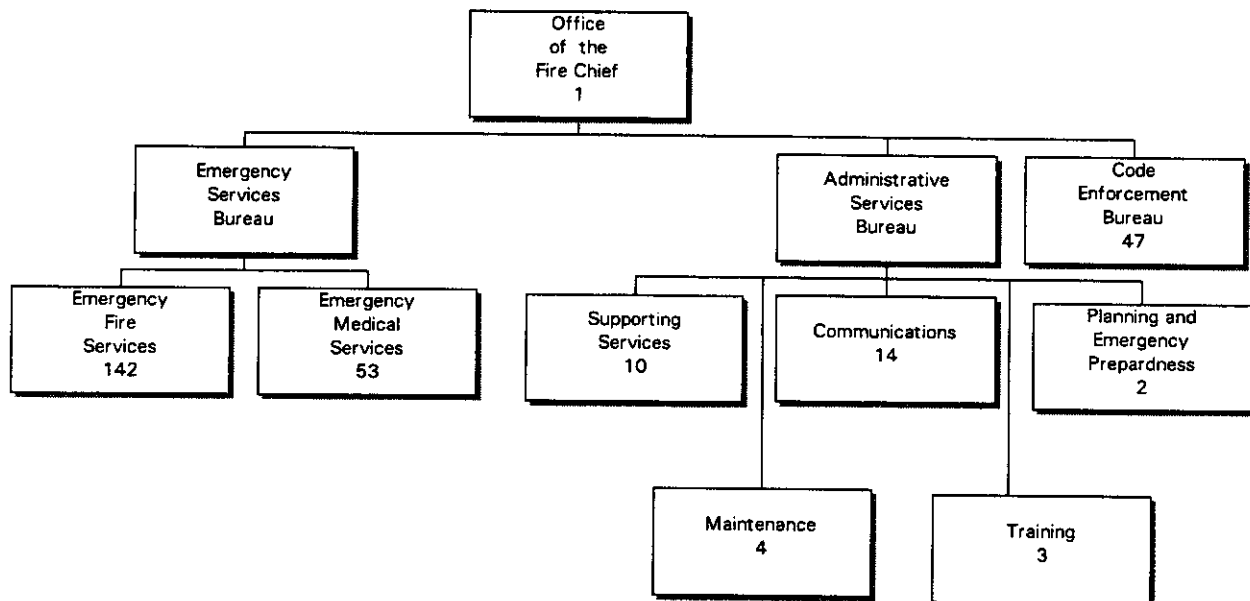 Office
of the
Fire Chief
1
Emergency
Services
Bureau
Administrative
Services
Bureau
Code
Enforcement
Bureau
47
Emergency
Fire
Services
142
Emergency
Medical
Services
53
Supporting
Services
10
Communications
14
Planning and
Emergency
Prepardness
2
Maintenance
4
Training
3